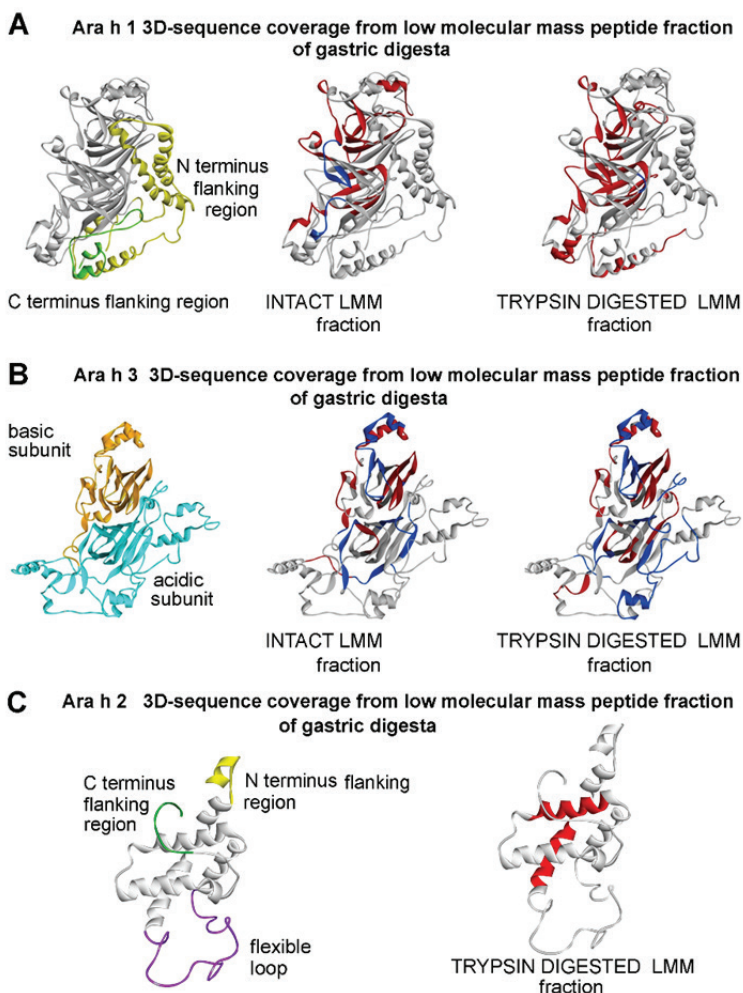 A Ara h 1 3D-sequence coverage from low molecular mass peptide fraction
of gastric digesta
N terminus
flanking
region
C terminus flanking region
INTACT LMM
fraction
TRYPSIN DIGESTED LMM
fraction
B Ara h 3 3D-sequence coverage from low molecular mass peptide fraction
of gastric digesta
basic
subunit
acidic
subunit
INTACT LMM
fraction
TRYPSIN DIGESTED LMM
fraction
C Ara h 2 3D-sequence coverage from low molecular mass peptide fraction
of gastric digesta
C terminus
flanking
region
N terminus flanking
region
flexible
loop
TRYPSIN DIGESTED LMM
fraction